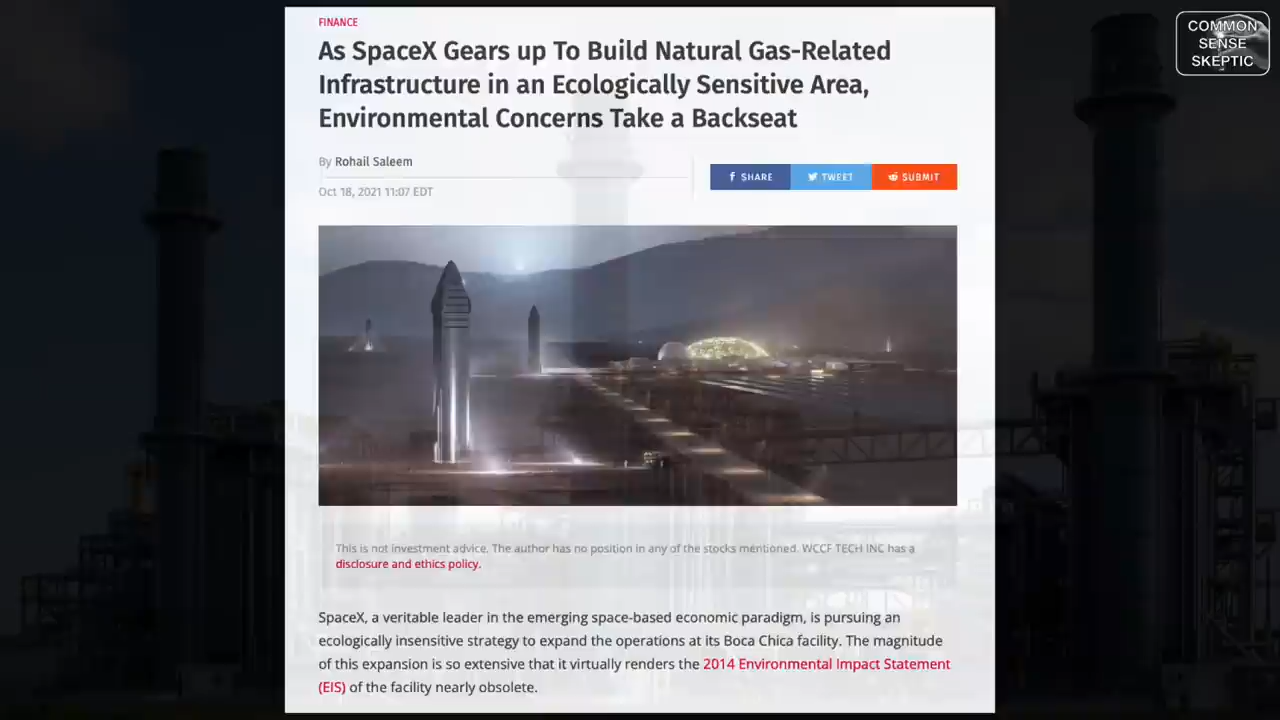 FINANCE
As SpaceX Gears up To Build Natural Gas-Related
Infrastructure in an Ecologically Sensitive Area,
Environmental Concerns Take a Backseat
By Rohail Saleem
Oct 18, 2021 11:07 EDT
SHARE
TWEET
SUBMIT
This is not investment advice. The author has no position in any of the stocks mentioned. WCCF TECH INC has a
disclosure and ethics policy.
SpaceX, a veritable leader in the emerging space-based economic paradigm, is pursuing an
ecologically insensitive strategy to expand the operations at its Boca Chica facility. The magnitude
of this expansion is so extensive that it virtually renders the 2014 Environmental Impact Statement
(EIS) of the facility nearly obsolete.
COMMON
SENSE
SKEPTIC